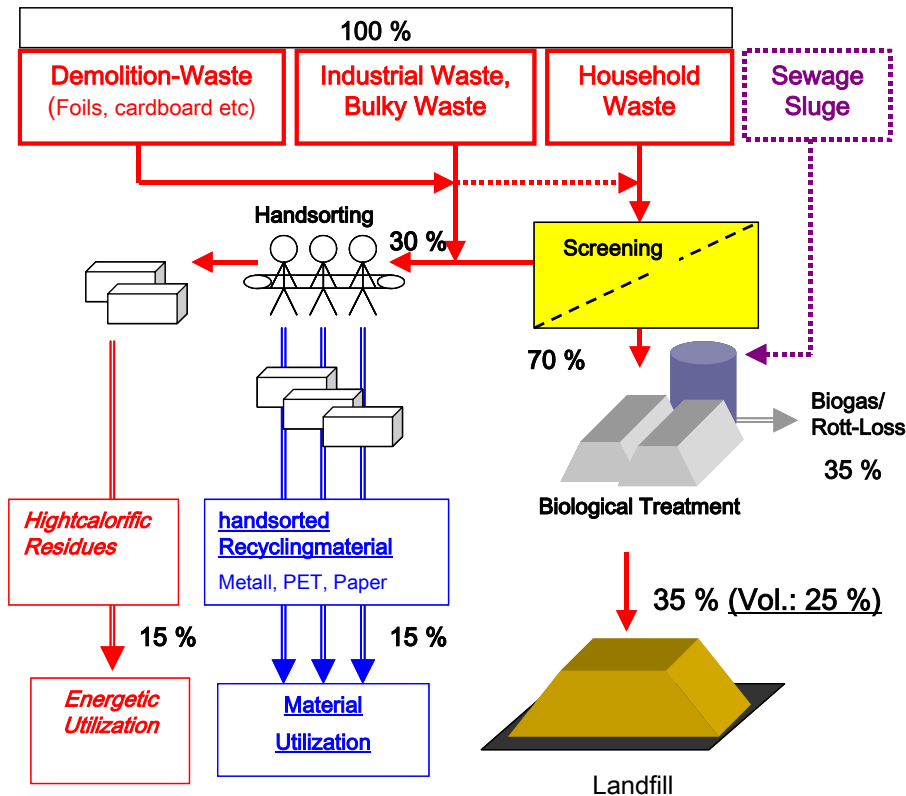 100 %
Demolition-Waste
(Foils, cardboard etc)
Industrial Waste,
Bulky Waste
Household
Waste
Sewage
Sluge
Handsorting
30 %
Screening
70 %
Biogas/
Rott-Loss
35 %
Biological Treatment
Hightcalorific
Residues
handsorted
Recyclingmaterial
Metall, PET, Paper
35 % (Vol.: 25 %)
15 %
15 %
Energetic
Utilization
Material
Utilization
Landfill